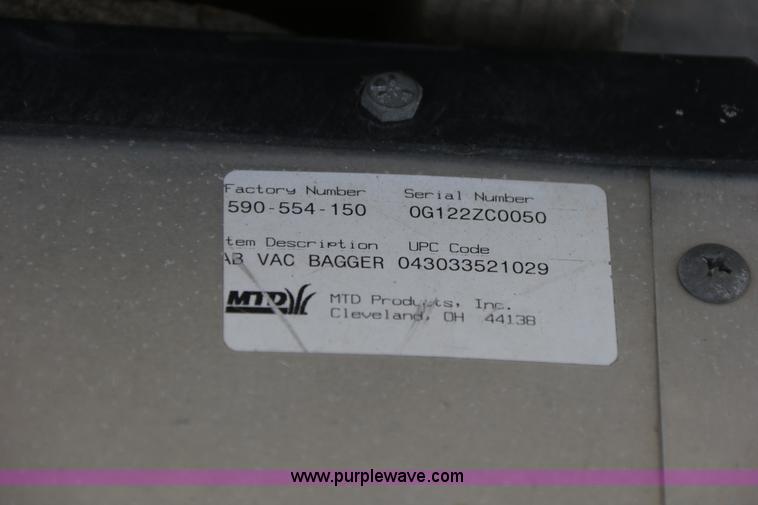 Factory Number Serial Number
590-554-150 0G122ZC0050
tem Description UPC Code
AB VAC BAGGER 043033521029
MTD MTD Products, Inc.
Cleveland, OH 44138
www.purplewave.com